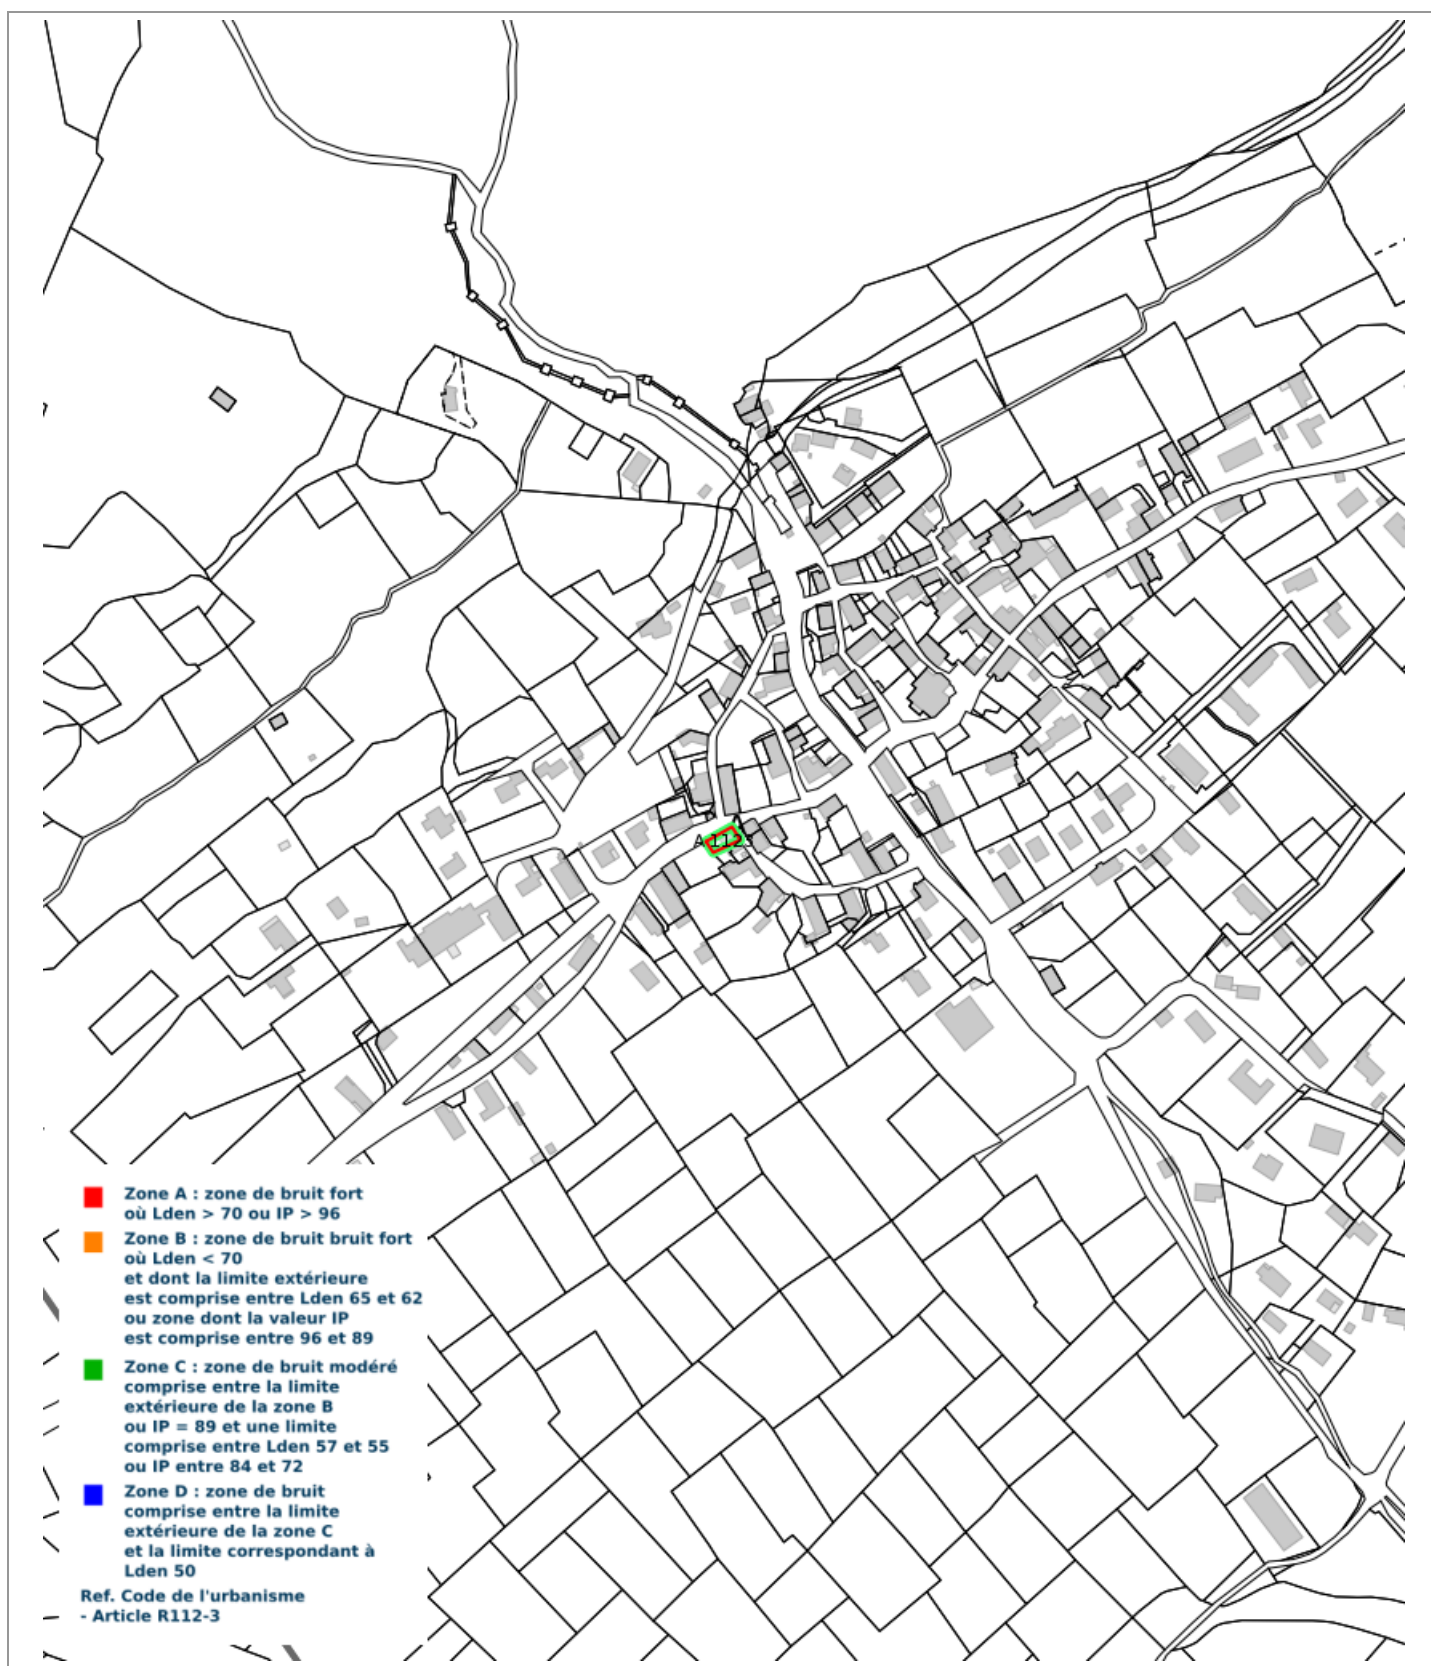 Zone A : zone de bruit fort
où Lden > 70 ou IP > 96
Zone B : zone de bruit bruit fort
où Lden < 70
et dont la limite extérieure
est comprise entre Lden 65 et 62
ou zone dont la valeur IP
est comprise entre 96 et 89
Zone C : zone de bruit modéré
comprise entre la limite
extérieure de la zone B
ou IP = 89 et une limite
comprise entre Lden 57 et 55
ou IP entre 84 et 72
Zone D : zone de bruit
comprise entre la limite
extérieure de la zone C
et la limite correspondant à
Lden 50
Ref. Code de l'urbanisme
- Article R112-3